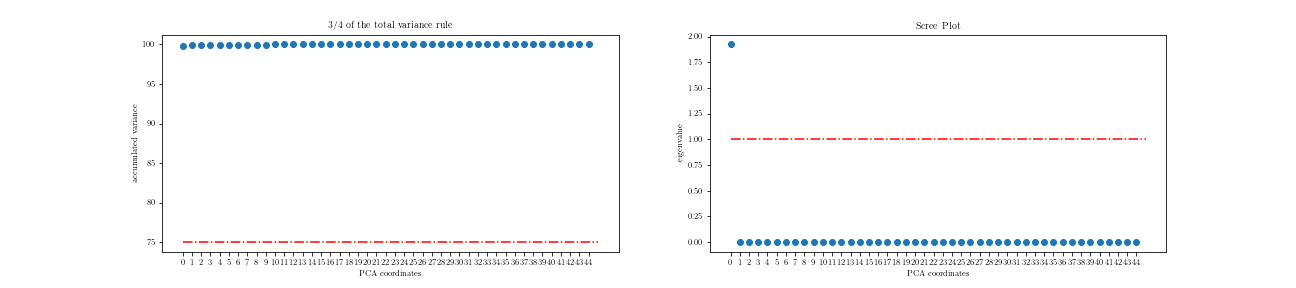 3/4 of the total variance rule
accumulated variance
100
95
90
85
80
75
0 1 2 3 4 5 6 7 8 9 10 11 12 13 14 15 16 17 18 19 20 21 22 23 24 25 26 27 28 29 30 31 32 33 34 35 36 37 38 39 40 41 42 43 44
PCA coordinates
Scree Plot
eigenvalue
2.00
1.75
1.50
1.25
1.00
0.75
0.50
0.25
0.00
0 1 2 3 4 5 6 7 8 9 10 11 12 13 14 15 16 17 18 19 20 21 22 23 24 25 26 27 28 29 30 31 32 33 34 35 36 37 38 39 40 41 42 43 44
PCA coordinates